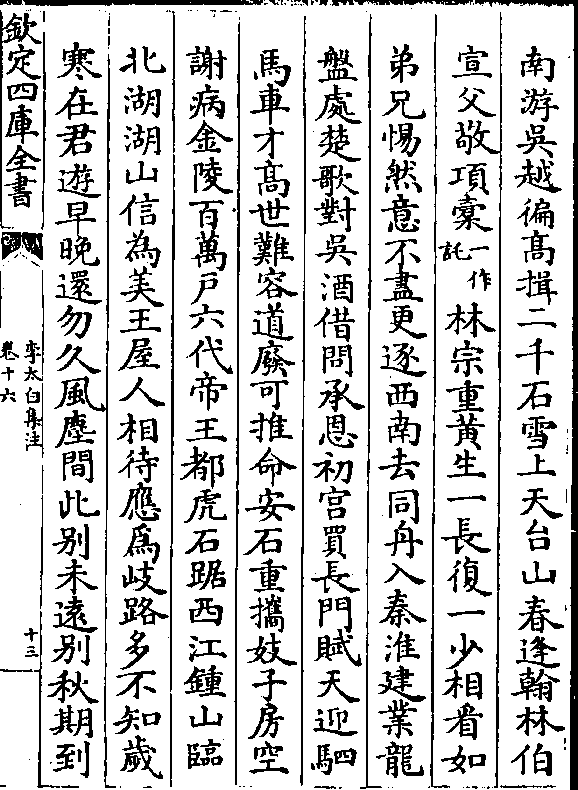 南游吳越徧高揖二千石雪上天台山春逢翰林伯
宣父敬項槖一作託林宗重黃生一長復一少相看如
弟兄惕然意不盡更逐西南去同舟入秦淮建業龍
盤處楚歌對吳酒借問承恩初宫買長門賦天迎駟
馬車才高世難容道廢可推命安石重攜妓子房空
謝病金陵百萬户六代帝王都虎石踞西江鍾山臨
北湖湖山信為美王屋人相待應爲岐路多不知歲
寒在君遊早晚還勿久風塵間此别未遠别秋期到
欽定四庫全書
李太白集注
卷十六
十三